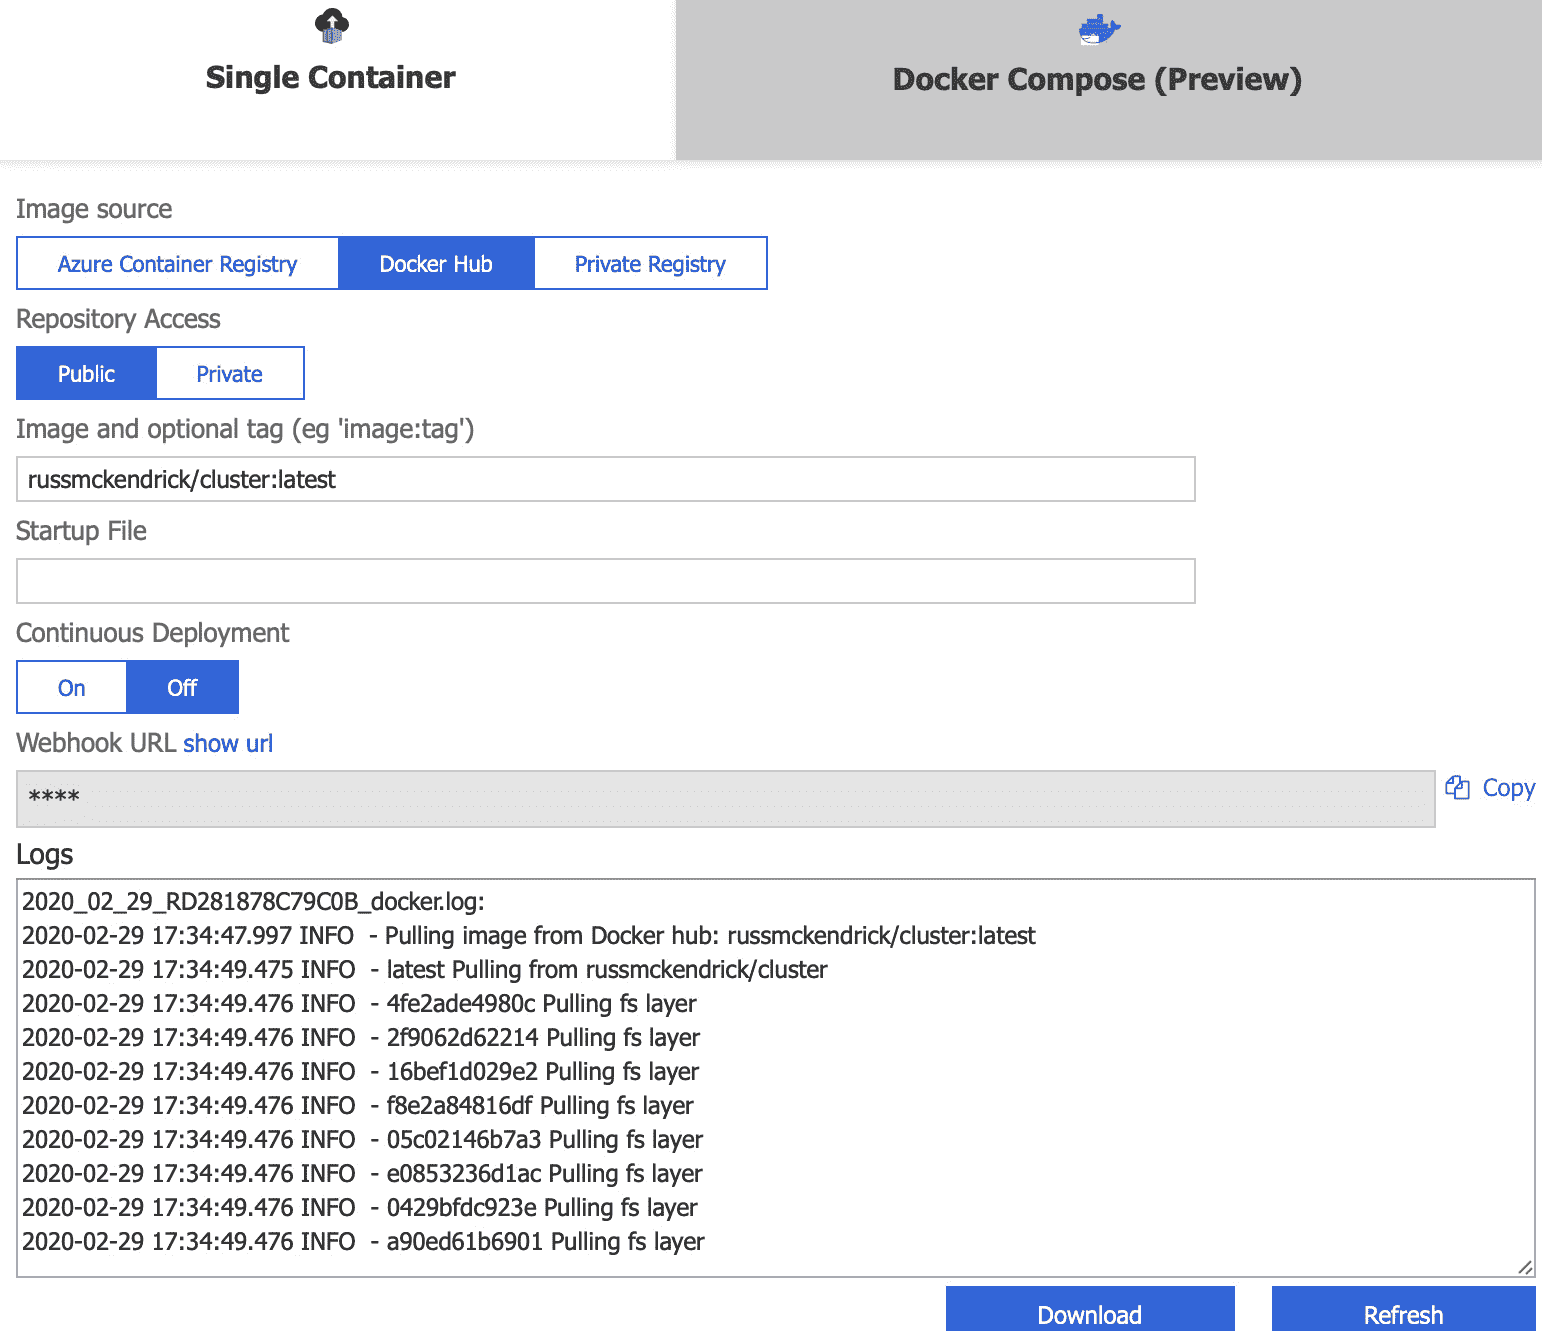 Single Container
Docker Compose (Preview)
Image source
Azure Container Registry
Docker Hub
Private Registry
Repository Access
Public
Private
Image and optional tag (eg 'image:tag')
russmckendrick/cluster:latest
Startup File
Continuous Deployment
On
Off
Webhook URL show url
****
Copy
Logs
2020_02_29_RD281878C79C0B_docker.log:
2020-02-29 17:34:47.997 INFO  - Pulling image from Docker hub: russmckendrick/cluster:latest
2020-02-29 17:34:49.475 INFO  - latest Pulling from russmckendrick/cluster
2020-02-29 17:34:49.476 INFO  - 4fe2ade4980c Pulling fs layer
2020-02-29 17:34:49.476 INFO  - 2f9062d62214 Pulling fs layer
2020-02-29 17:34:49.476 INFO  - 16bef1d029e2 Pulling fs layer
2020-02-29 17:34:49.476 INFO  - f8e2a84816df Pulling fs layer
2020-02-29 17:34:49.476 INFO  - 05c02146b7a3 Pulling fs layer
2020-02-29 17:34:49.476 INFO  - e0853236d1ac Pulling fs layer
2020-02-29 17:34:49.476 INFO  - 0429bfdc923e Pulling fs layer
2020-02-29 17:34:49.476 INFO  - a90ed61b6901 Pulling fs layer
Download
Refresh